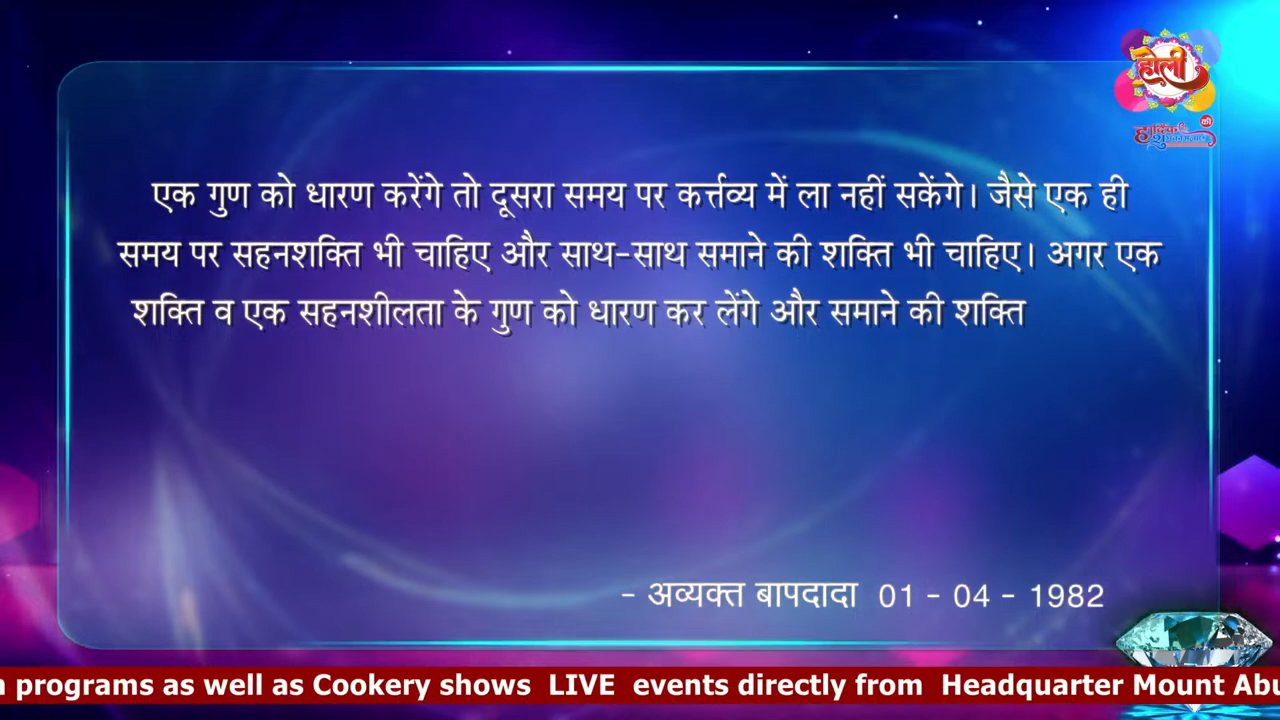 होली
की
हार्दिक
शुभकामनाएं
एक गुण को धारण करेंगे तो दूसरा समय पर कर्त्तव्य में ला नहीं सकेंगे। जैसे एक ही
समय पर सहनशक्ति भी चाहिए और साथ-साथ समाने की शक्ति भी चाहिए। अगर एक
शक्ति व एक सहनशीलता के गुण को धारण कर लेंगे और समाने की शक्ति
- अव्यक्त बापदादा 01 - 04 - 1982
programs as well as Cookery shows LIVE events directly from Headquarter Mount Abu